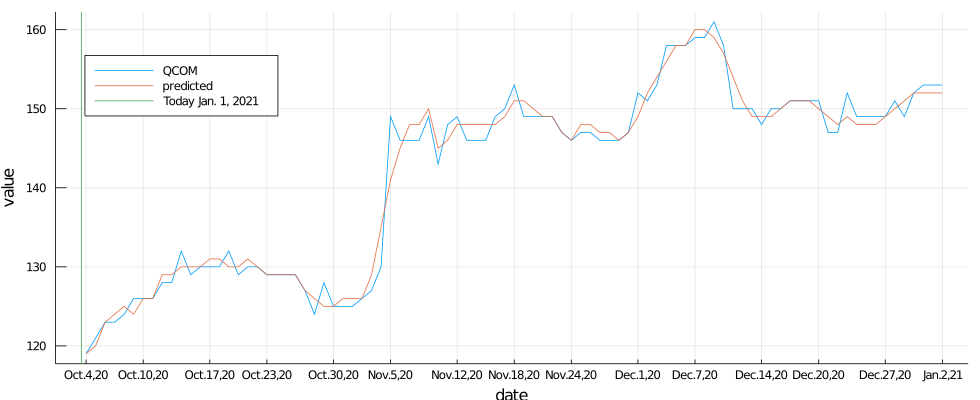 160
150
140
130
120
value
QCOM
predicted
Today Jan. 1, 2021
Oct.4,20 Oct.10,20 Oct.17,20 Oct.23,20 Oct.30,20 Nov.5,20 Nov.12,20 Nov.18,20 Nov.24,20 Dec.1,20 Dec.7,20 Dec.14,20 Dec.20,20 Dec.27,20 Jan.2,21
date